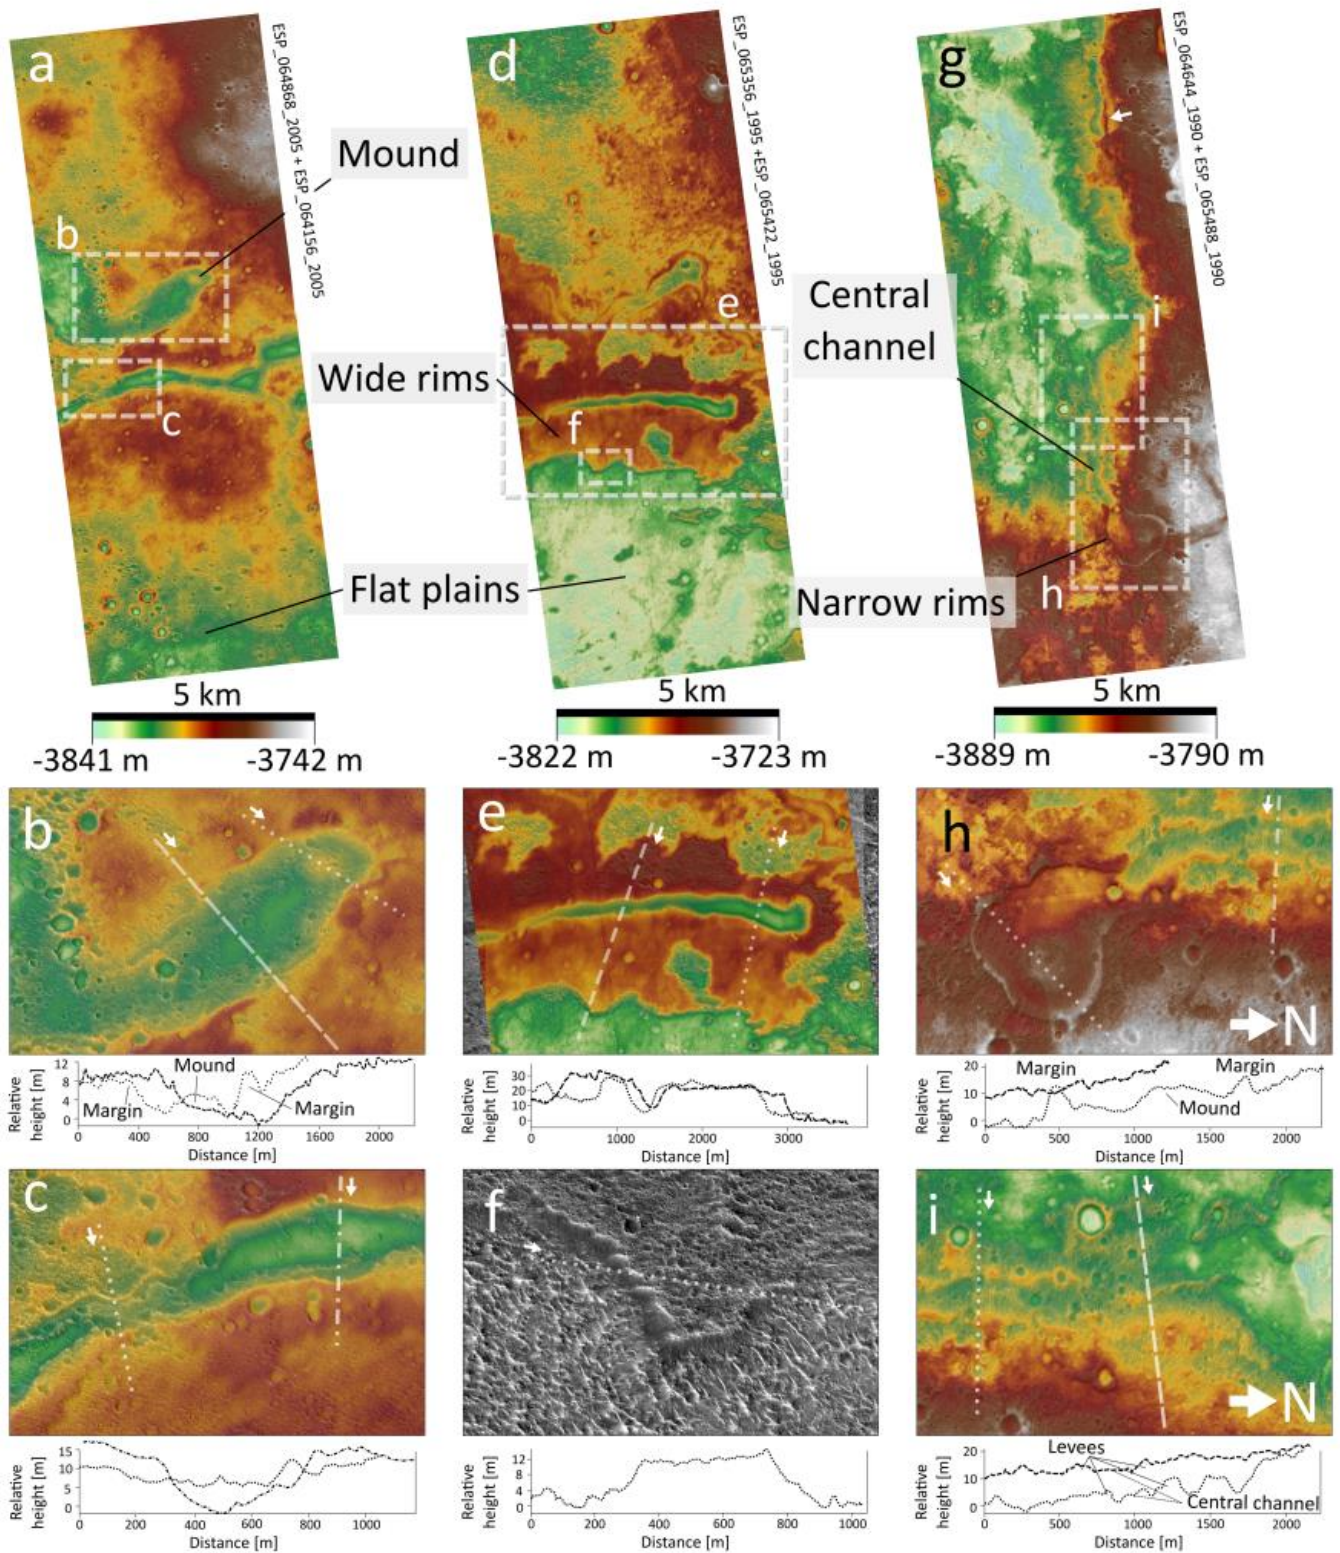 a
ESP_064868_2005 + ESP_064156_2005
d
ESP_065356_1995 +ESP_065422_1995
g
ESP_064644_1990 + ESP_065488_1990
Mound
b
c
Wide rims
e
f
Central
channel
i
h
Flat plains
Narrow rims
5 km
-3841 m
-3742 m
5 km
-3822 m
-3723 m
5 km
-3889 m
-3790 m
b
e
h
N
Relative
height [m]
12
8
4
0
Mound
Margin
Margin
0
400
800
1200
1600
2000
Distance [m]
Relative
height [m]
30
20
10
0
0
1000
2000
3000
Distance [m]
Relative
height [m]
20
10
0
Margin
Margin
Mound
0
500
1000
1500
2000
Distance [m]
c
f
i
N
Relative
height [m]
15
10
5
0
0
200
400
600
800
1000
Distance [m]
Relative
height [m]
12
8
4
0
0
200
400
600
800
1000
Distance [m]
Relative
height [m]
20
10
0
Levees
Central channel
0
500
1000
1500
2000
Distance [m]